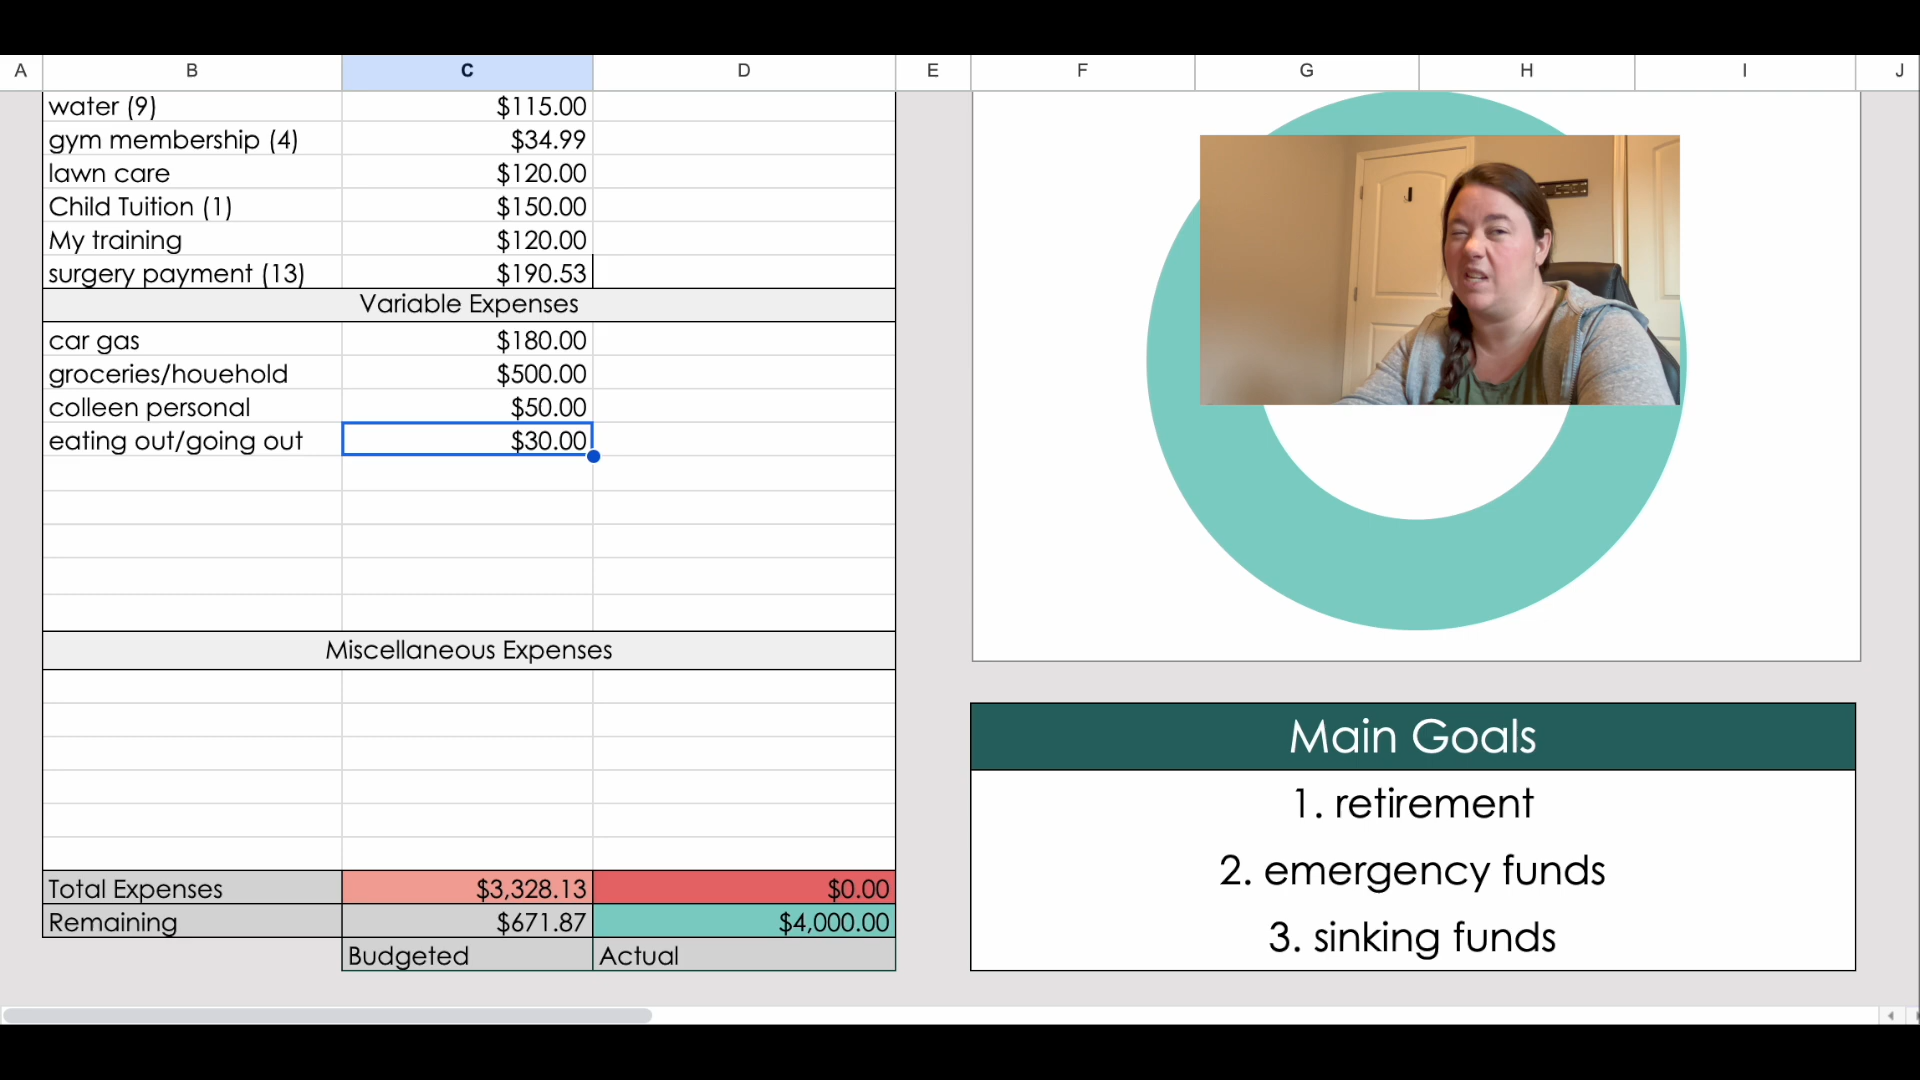 A B C D E F G H I J
water (9) $115.00
gym membership (4) $34.99
lawn care $120.00
Child Tuition (1) $150.00
My training $120.00
surgery payment (13) $190.53
Variable Expenses
car gas $180.00
groceries/houehold $500.00
colleen personal $50.00
eating out/going out $30.00
Miscellaneous Expenses
Total Expenses $3,328.13 $0.00
Remaining $671.87 $4,000.00
Budgeted Actual
Main Goals
1. retirement
2. emergency funds
3. sinking funds